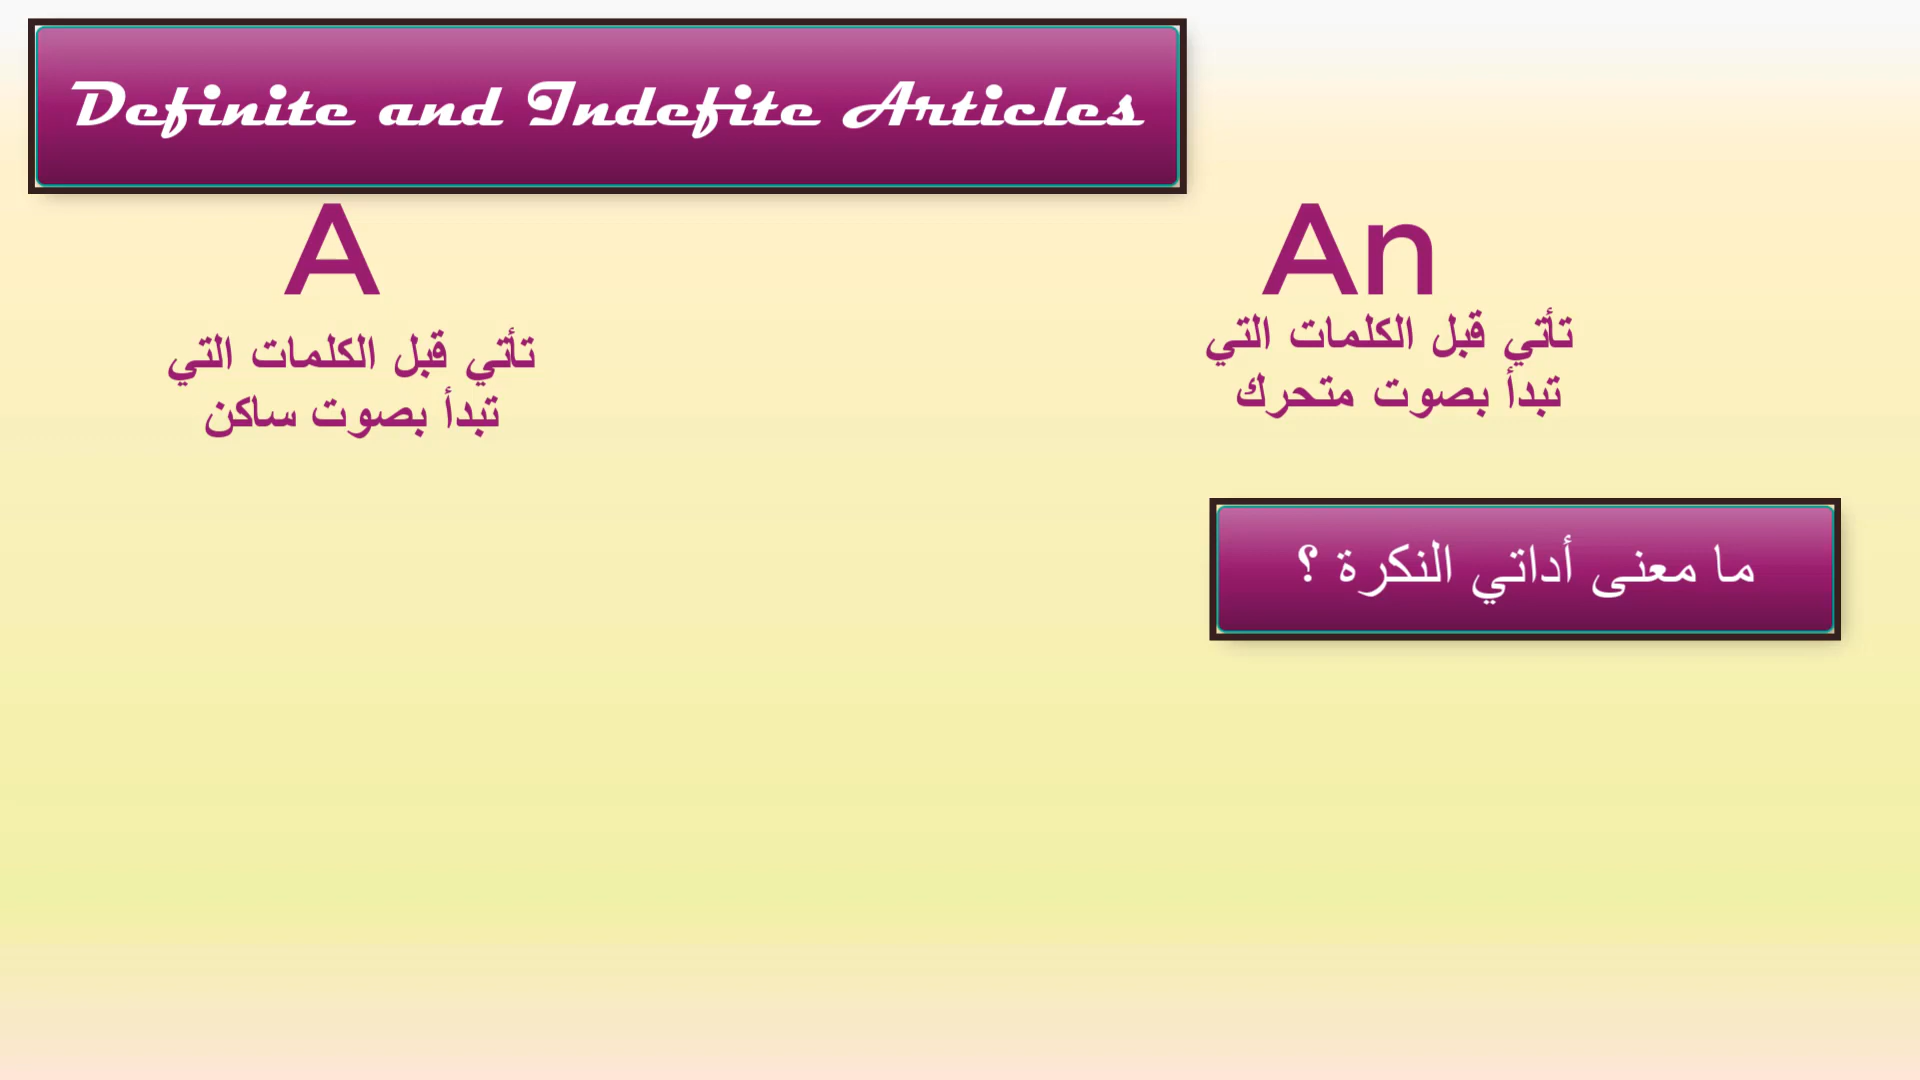 Definite and Indefite Articles
A
تأتي قبل الكلمات التي
تبدأ بصوت ساكن
An
تأتي قبل الكلمات التي
تبدأ بصوت متحرك
ما معنى أداتي النكرة ؟